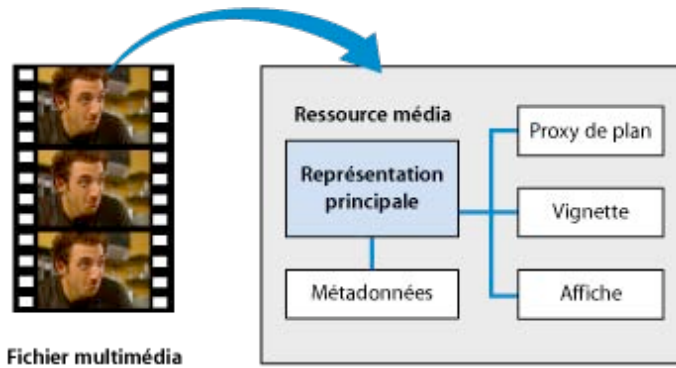 Ressource média
Représentation
principale
Métadonnées
Proxy de plan
Vignette
Affiche
Fichier multimédia